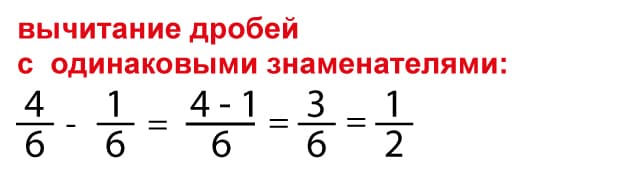 вычитание дробей
с одинаковыми знаменателями:
4/6 - 1/6 = 4 - 1/6 = 3/6 = 1/2